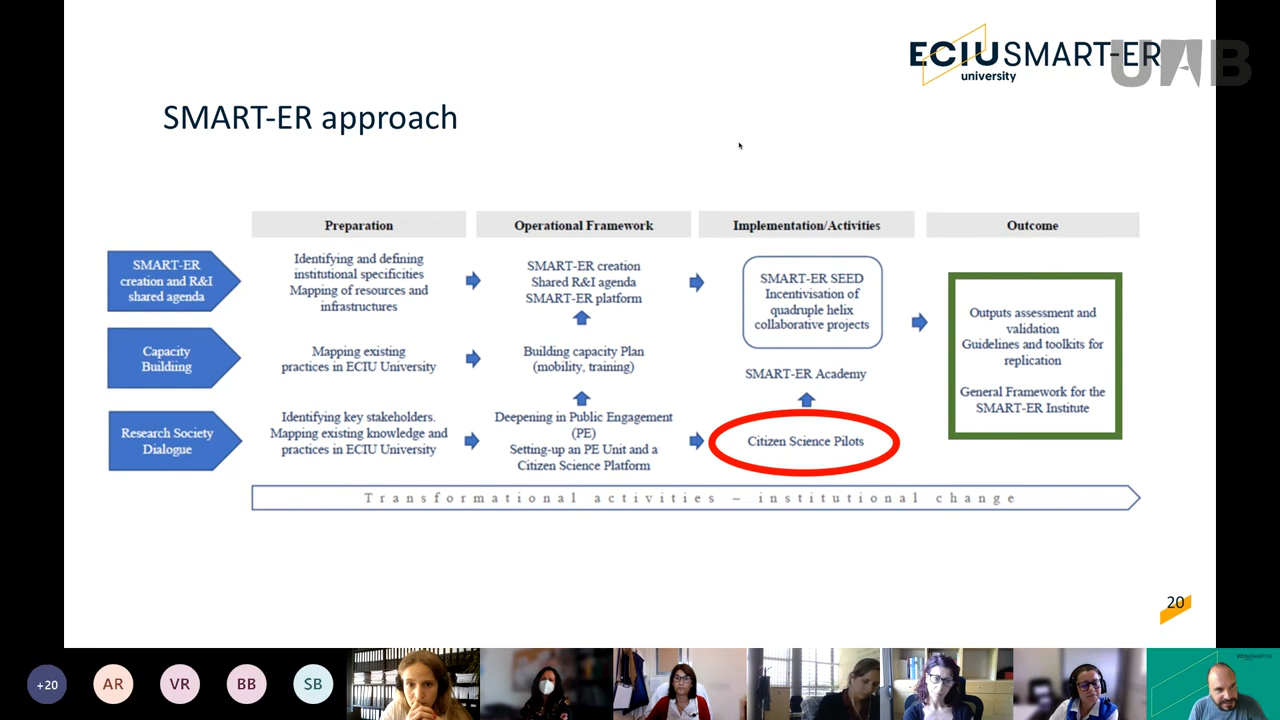 ECIU SMART-ER
university
UAB
SMART-ER approach
Preparation
Operational Framework
Implementation/Activities
Outcome
SMART-ER
creation and R&I
shared agenda
Identifying and defining
institutional specificities
Mapping of resources and
infrastructures
SMART-ER creation
Shared R&I agenda
SMART-ER platform
SMART-ER SEED
Incentivisation of
quadruple helix
collaborative projects
Outputs assessment and
validation
Guidelines and toolkits for
replication
General Framework for the
SMART-ER Institute
Capacity
Buildiing
Mapping existing
practices in ECIU University
Building capacity Plan
(mobility, training)
SMART-ER Academy
Research Society
Dialogue
Identifying key stakeholders.
Mapping existing knowledge and
practices in ECIU University
Deepening in Public Engagement
(PE)
Setting-up an PE Unit and a
Citizen Science Platform
Citizen Science Pilots
Transformational activities – institutional change
20
+20
AR
VR
BB
SB